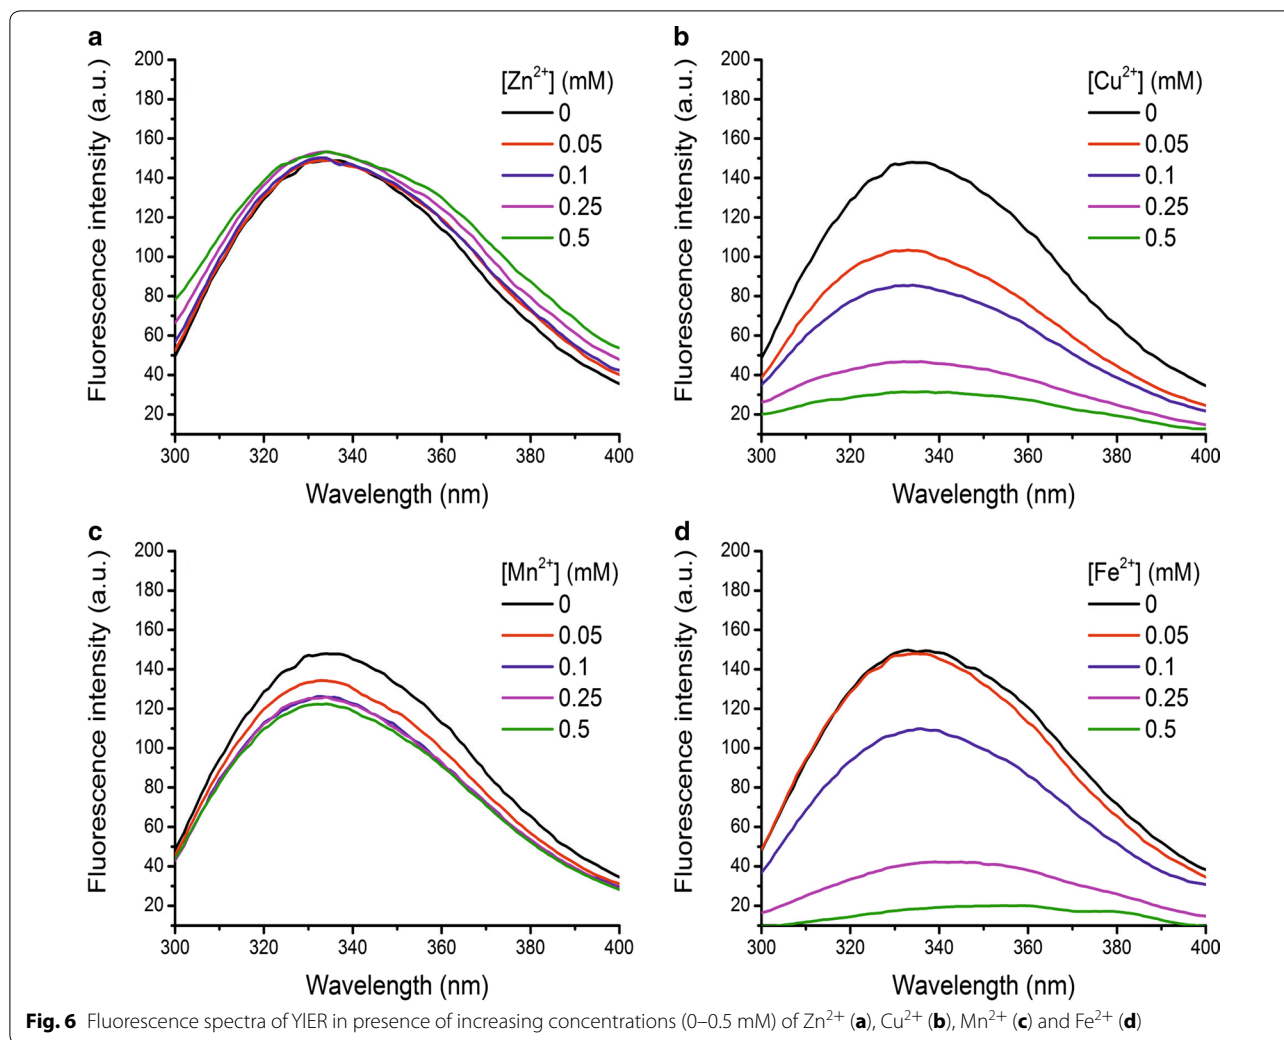 a
Fluorescence intensity (a.u.)
200
180
160
140
120
100
80
60
40
20
300 320 340 360 380 400
Wavelength (nm)
[Zn²⁺] (mM)
0
0.05
0.1
0.25
0.5
b
Fluorescence intensity (a.u.)
200
180
160
140
120
100
80
60
40
20
300 320 340 360 380 400
Wavelength (nm)
[Cu²⁺] (mM)
0
0.05
0.1
0.25
0.5
c
Fluorescence intensity (a.u.)
200
180
160
140
120
100
80
60
40
20
300 320 340 360 380 400
Wavelength (nm)
[Mn²⁺] (mM)
0
0.05
0.1
0.25
0.5
d
Fluorescence intensity (a.u.)
200
180
160
140
120
100
80
60
40
20
300 320 340 360 380 400
Wavelength (nm)
[Fe²⁺] (mM)
0
0.05
0.1
0.25
0.5
Fig. 6 Fluorescence spectra of YlER in presence of increasing concentrations (0–0.5 mM) of Zn²⁺ (a), Cu²⁺ (b), Mn²⁺ (c) and Fe²⁺ (d)